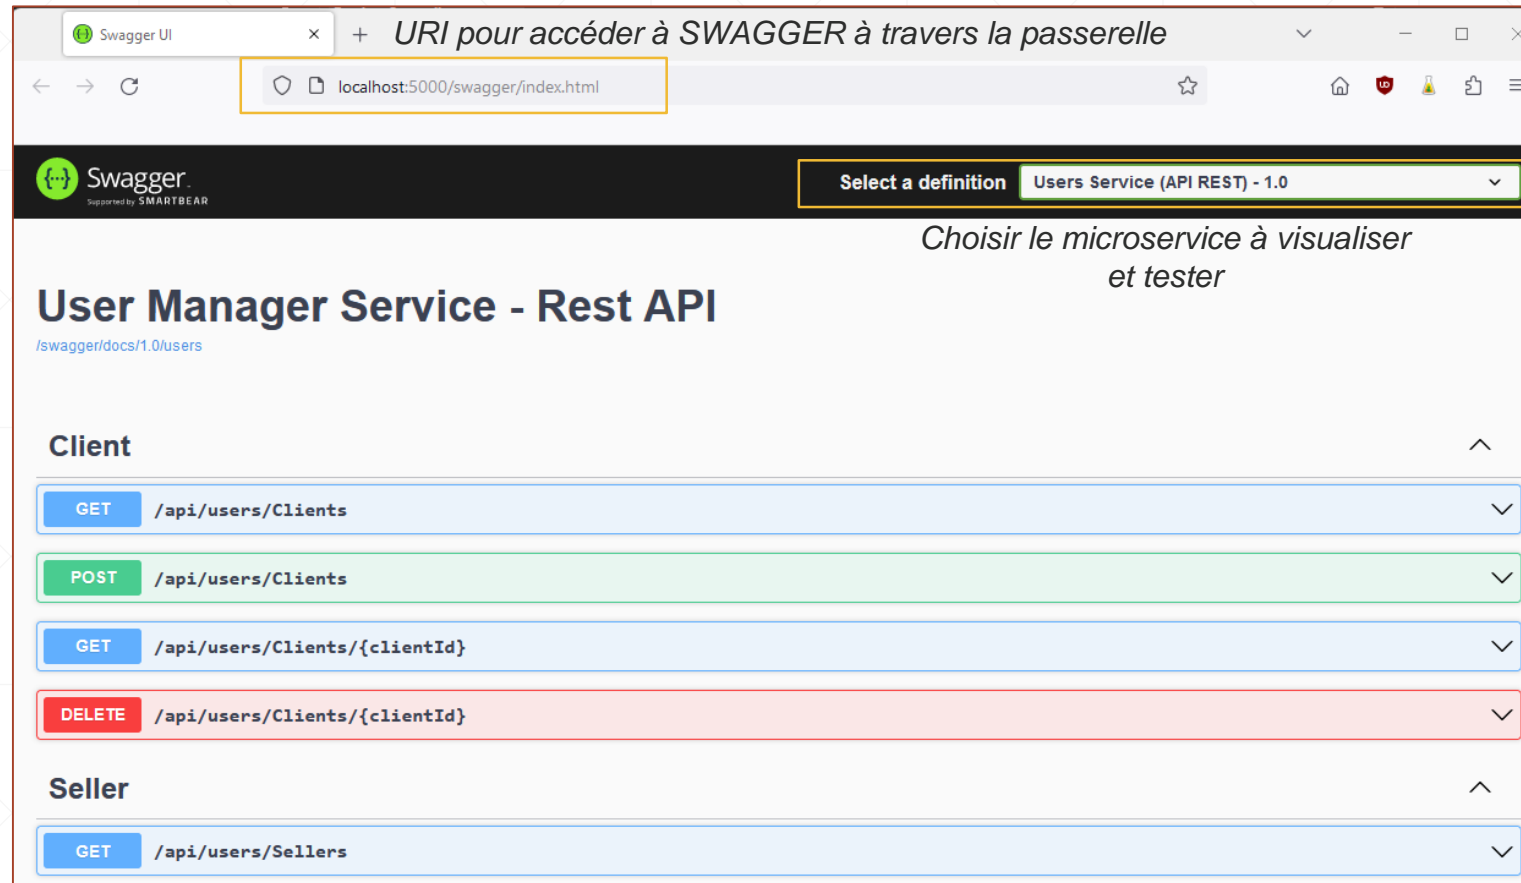 Swagger UI
URI pour accéder à SWAGGER à travers la passerelle
localhost:5000/swagger/index.html
Swagger.
Supported by SMARTBEAR
Select a definition
Users Service (API REST) - 1.0
Choisir le microservice à visualiser
et tester
User Manager Service - Rest API
/swagger/docs/1.0/users
Client
GET /api/users/Clients
POST /api/users/Clients
GET /api/users/Clients/{clientId}
DELETE /api/users/Clients/{clientId}
Seller
GET /api/users/Sellers